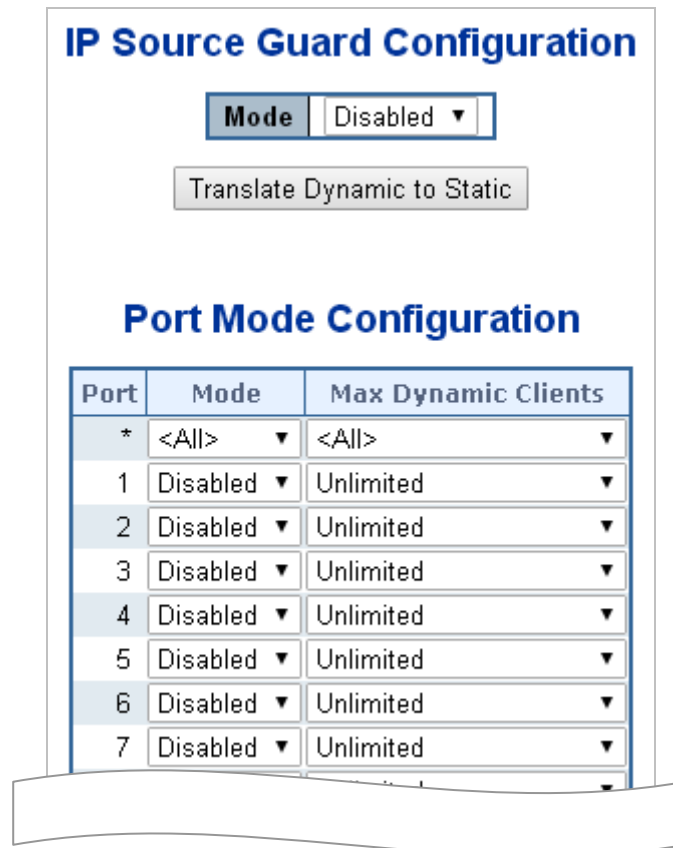 IP Source Guard Configuration
Mode Disabled
Translate Dynamic to Static
Port Mode Configuration
Port Mode Max Dynamic Clients
* <All> <All>
1 Disabled Unlimited
2 Disabled Unlimited
3 Disabled Unlimited
4 Disabled Unlimited
5 Disabled Unlimited
6 Disabled Unlimited
7 Disabled Unlimited